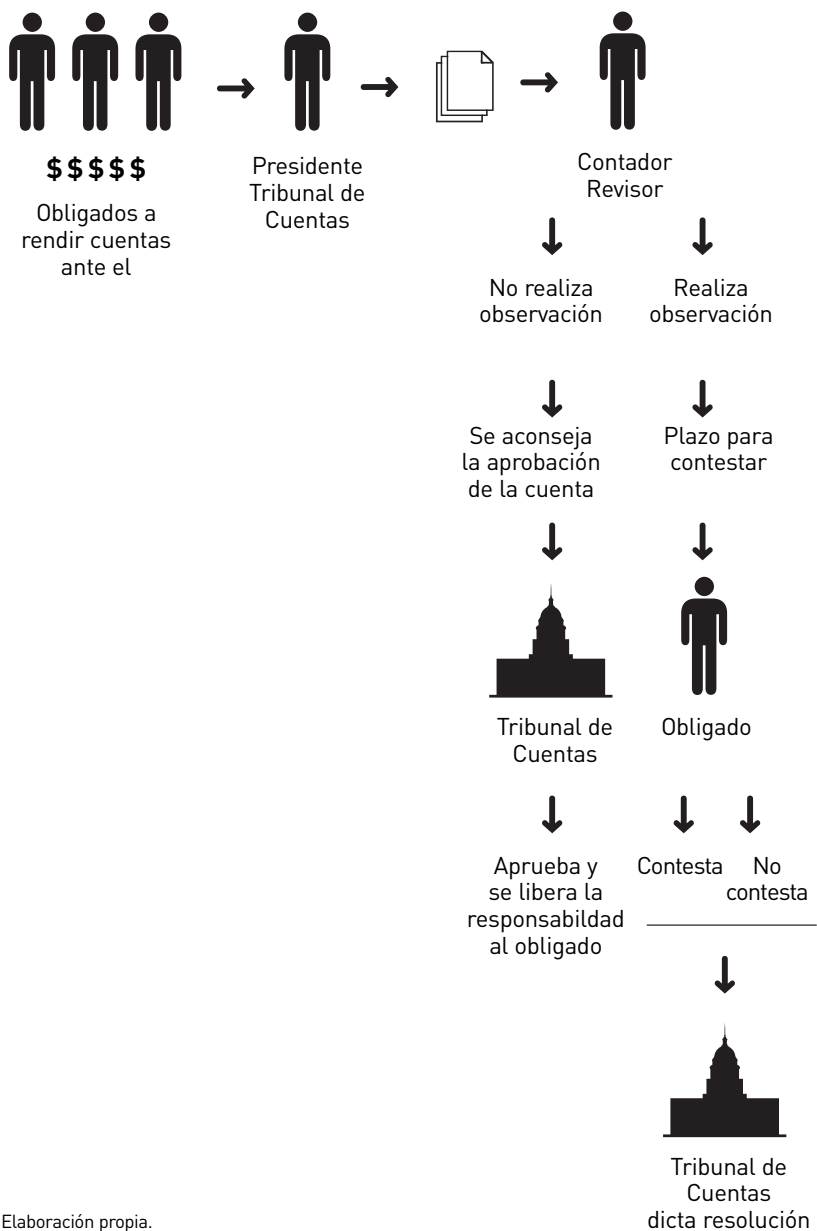 $$$$$
Obligados a
rendir cuentas
ante el
Presidente
Tribunal de
Cuentas
Contador
Revisor
No realiza
observación
Realiza
observación
Se aconseja
la aprobación
de la cuenta
Plazo para
contestar
Tribunal de
Cuentas
Obligado
Aprueba y
se libera la
responsabildad
al obligado
Contesta
No
contesta
Tribunal de
Cuentas
dicta resolución
Elaboración propia.